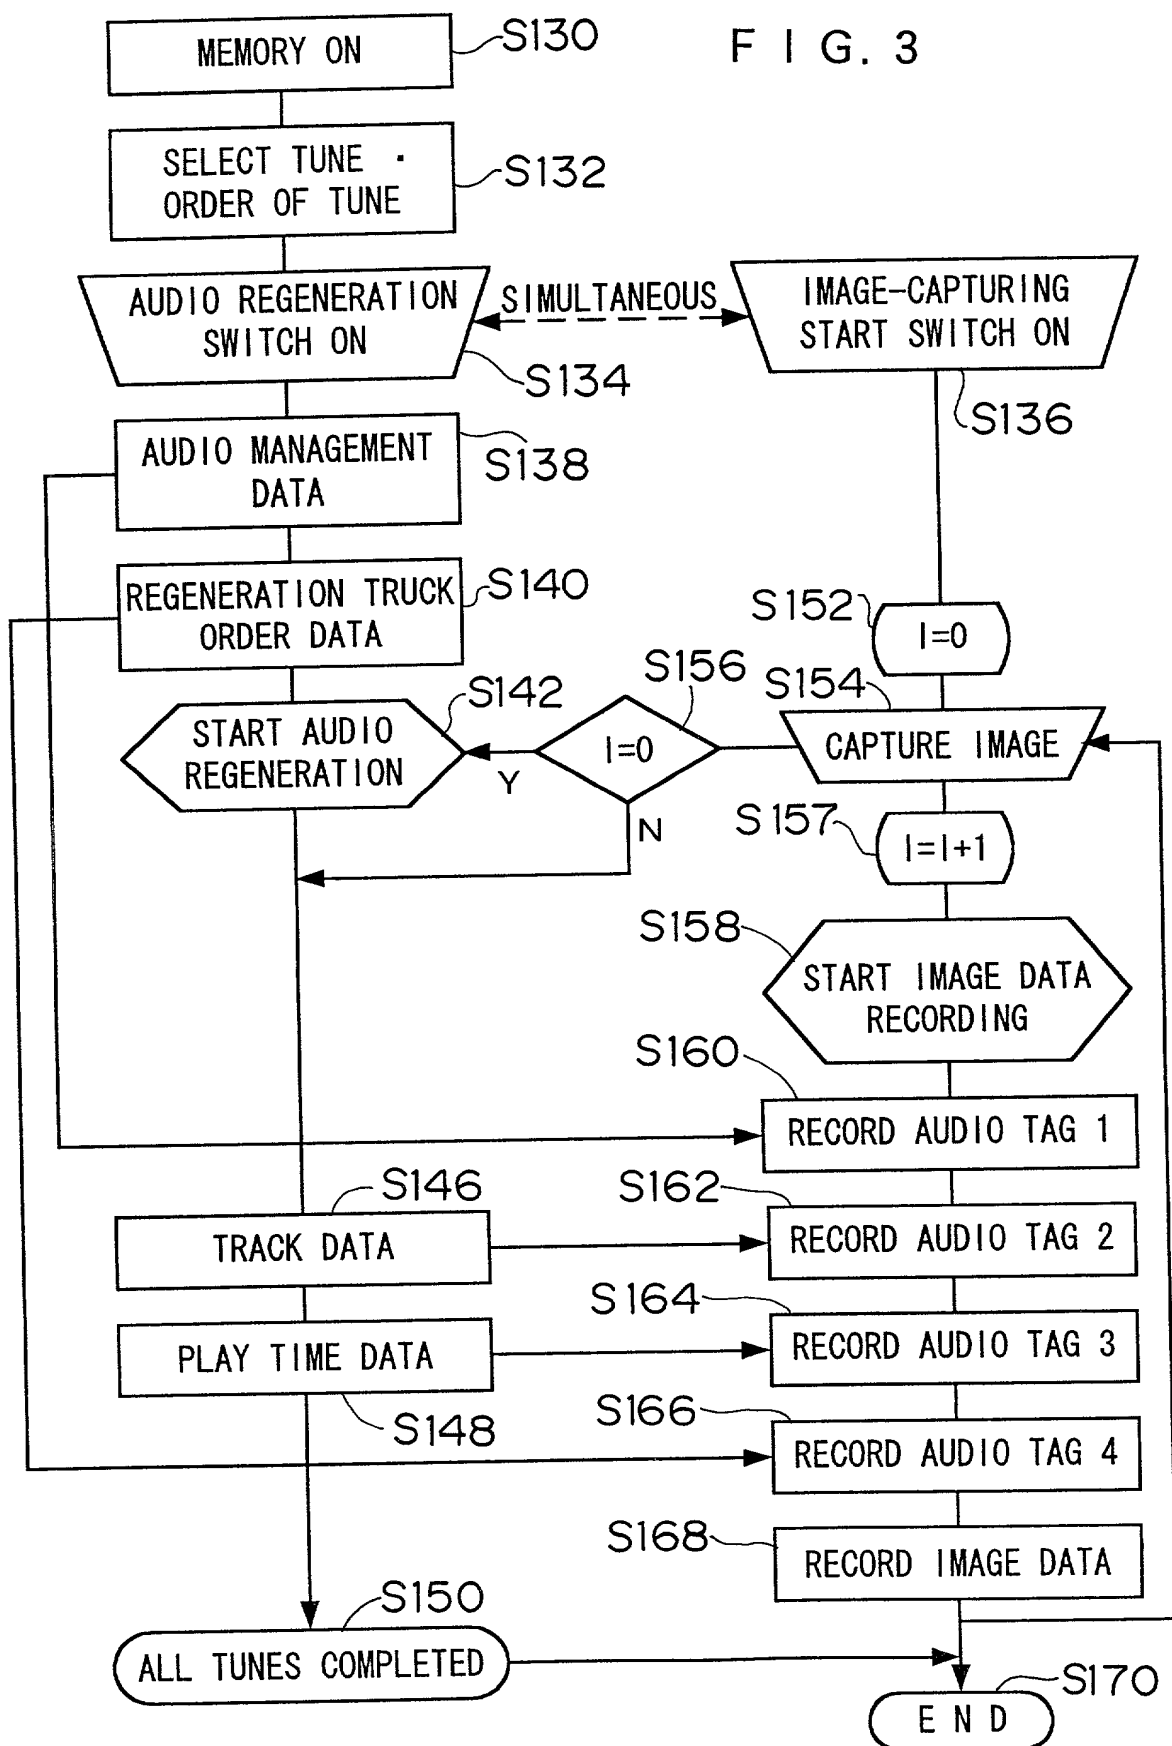 FIG. 3
MEMORY ON
S130
SELECT TUNE ·
ORDER OF TUNE
S132
AUDIO REGENERATION
SWITCH ON
S134
SIMULTANEOUS
IMAGE-CAPTURING
START SWITCH ON
S136
AUDIO MANAGEMENT
DATA
S138
REGENERATION TRUCK
ORDER DATA
S140
S152
I=0
S142
START AUDIO
REGENERATION
S156
I=0
Y
N
S154
CAPTURE IMAGE
S157
I=I+1
S158
START IMAGE DATA
RECORDING
S160
RECORD AUDIO TAG 1
S146
TRACK DATA
S162
RECORD AUDIO TAG 2
S164
PLAY TIME DATA
RECORD AUDIO TAG 3
S148
S166
RECORD AUDIO TAG 4
S168
RECORD IMAGE DATA
S150
ALL TUNES COMPLETED
S170
END